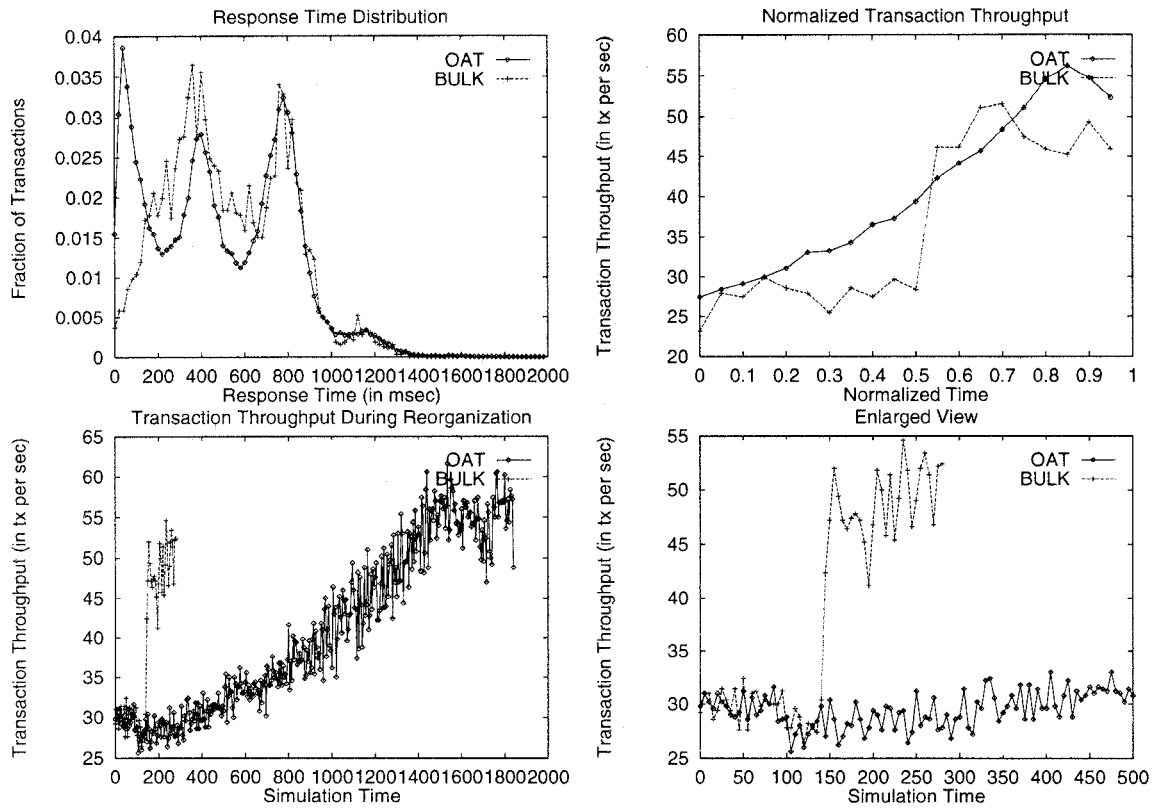 Response Time Distribution
0.04
0.035
0.03
0.025
0.02
0.015
0.01
0.005
0
Fraction of Transactions
OAT
BULK
0 200 400 600 800 1000 1200 1400 1600 1800 2000
Response Time (in msec)
Normalized Transaction Throughput
60
55
50
45
40
35
30
25
20
Transaction Throughput (in tx per sec)
OAT
BULK
0 0.1 0.2 0.3 0.4 0.5 0.6 0.7 0.8 0.9 1
Normalized Time
Transaction Throughput During Reorganization
65
60
55
50
45
40
35
30
25
Transaction Throughput (in tx per sec)
OAT
BULK
0 200 400 600 800 1000 1200 1400 1600 1800 2000
Simulation Time
Enlarged View
55
50
45
40
35
30
25
Transaction Throughput (in tx per sec)
OAT
BULK
0 50 100 150 200 250 300 350 400 450 500
Simulation Time